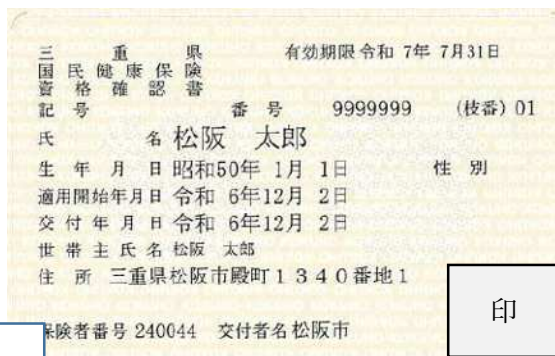 三重県 有効期限 令和 7年 7月31日
国民健康保険
資格確認書
記号 番号 9999999 (枝番) 01
氏名 松阪 太郎
生年月日 昭和50年 1月 1日 性別
適用開始年月日 令和 6年12月 2日
交付年月日 令和 6年12月 2日
世帯主氏名 松阪 太郎
住所 三重県松阪市殿町1340番地1
保険者番号 240044 交付者名 松阪市
印